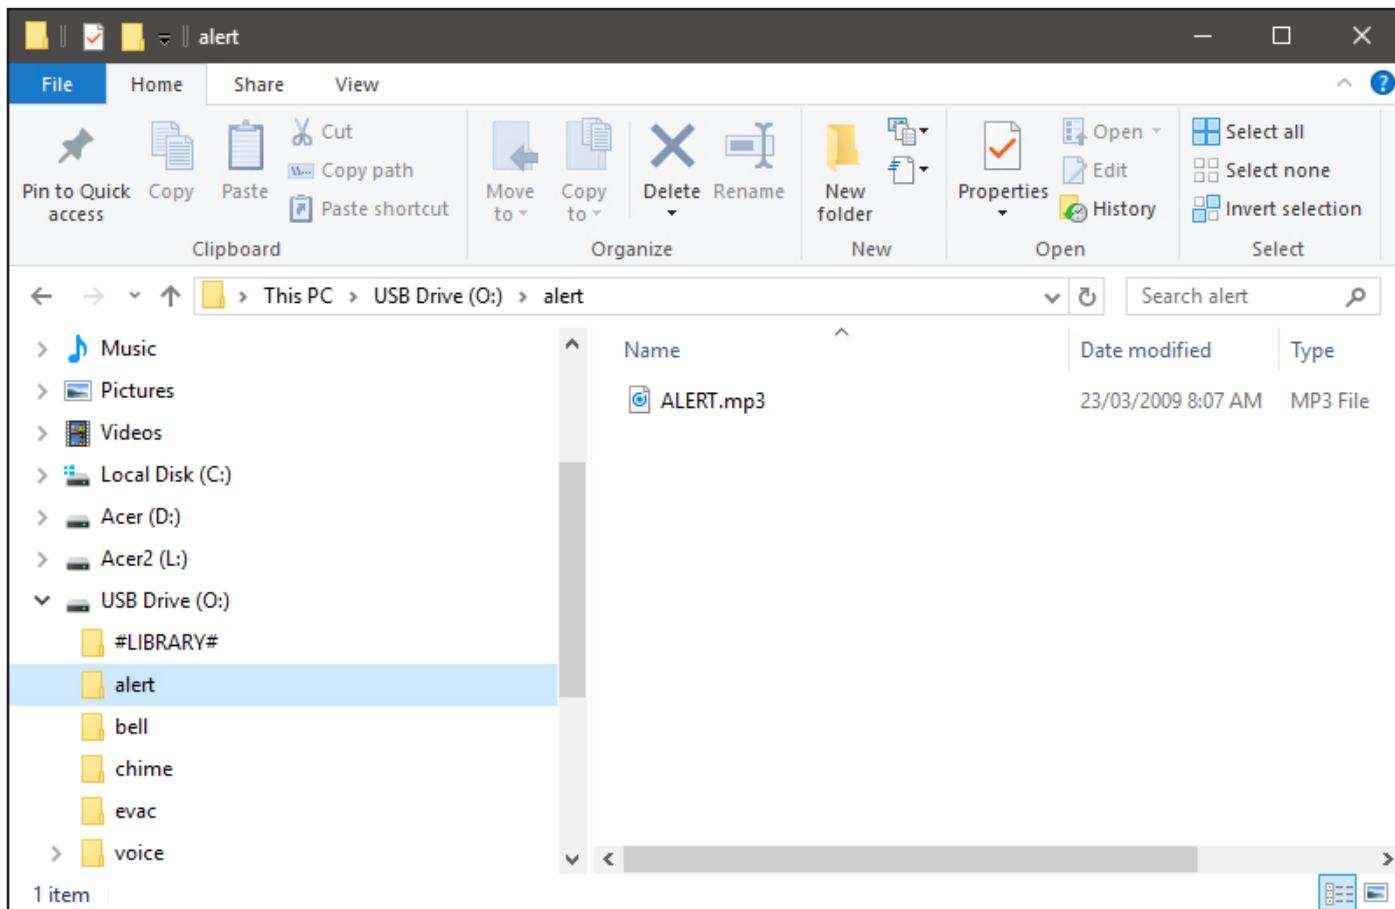 alert
File Home Share View
Pin to Quick access
Copy
Paste
Cut
Copy path
Paste shortcut
Clipboard
Move to
Copy to
Delete
Rename
Organize
New folder
New
Properties
Open
Edit
History
Open
Select all
Select none
Invert selection
Select
This PC > USB Drive (O:) > alert
Search alert
Music
Pictures
Videos
Local Disk (C:)
Acer (D:)
Acer2 (L:)
USB Drive (O:)
#LIBRARY#
alert
bell
chime
evac
voice
Name Date modified Type
ALERT.mp3 23/03/2009 8:07 AM MP3 File
1 item